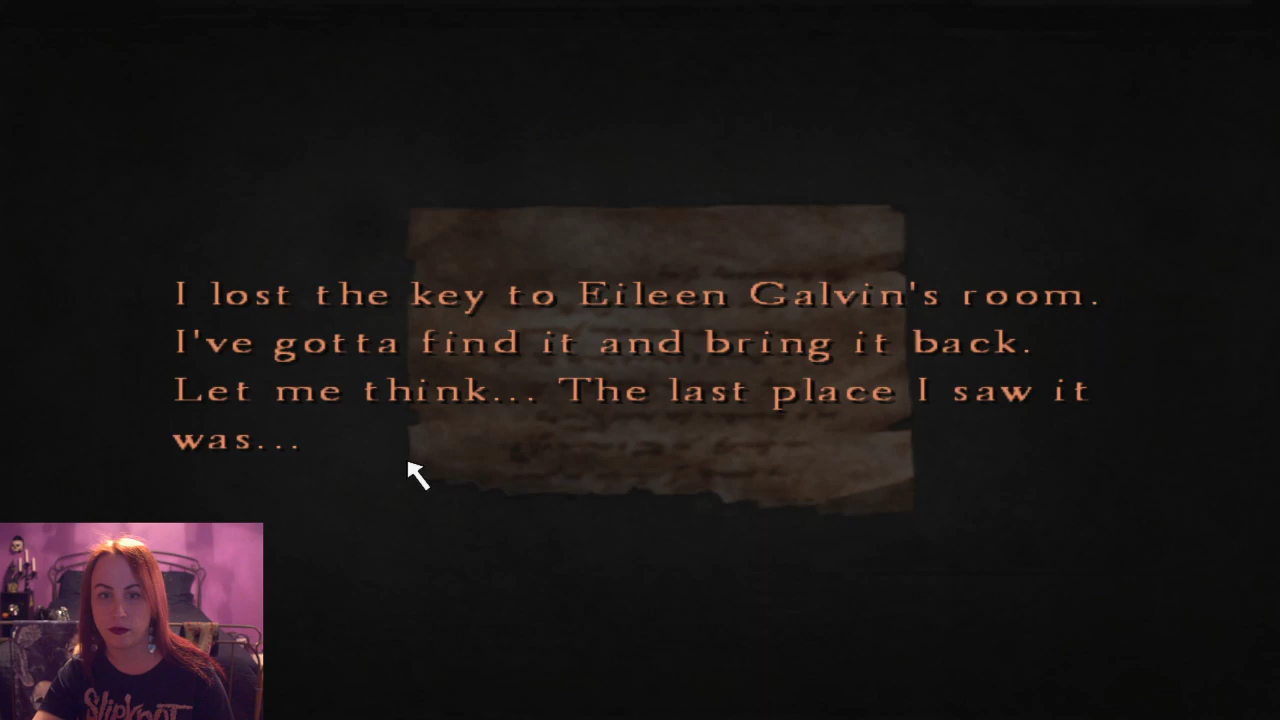 I lost the key to Eileen Galvin's room.
I've gotta find it and bring it back.
Let me think... The last place I saw it
was...
Slipknot